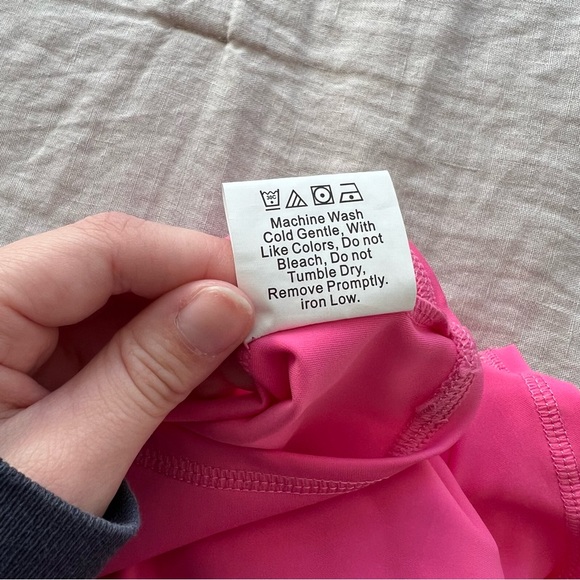 Machine Wash
Cold Gentle, With
Like Colors, Do not
Bleach, Do not
Tumble Dry,
Remove Promptly.
iron Low.